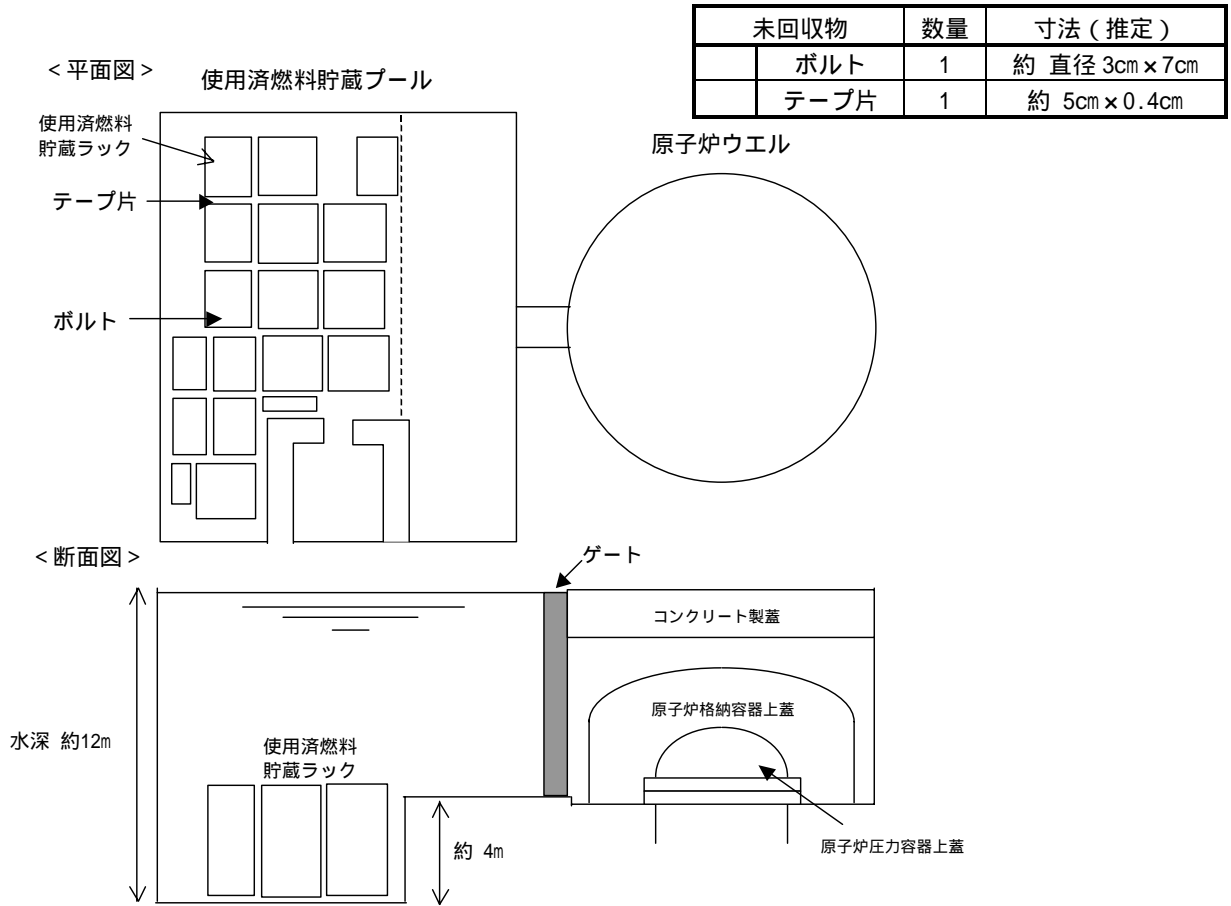 未回収物 数量 寸法（推定）
ボルト 1 約 直径 3cm×7cm
テープ片 1 約 5cm×0.4cm
＜平面図＞
使用済燃料貯蔵プール
使用済燃料
貯蔵ラック
原子炉ウエル
テープ片
ボルト
＜断面図＞
ゲート
コンクリート製蓋
原子炉格納容器上蓋
水深 約12m
使用済燃料
貯蔵ラック
約 4m
原子炉圧力容器上蓋